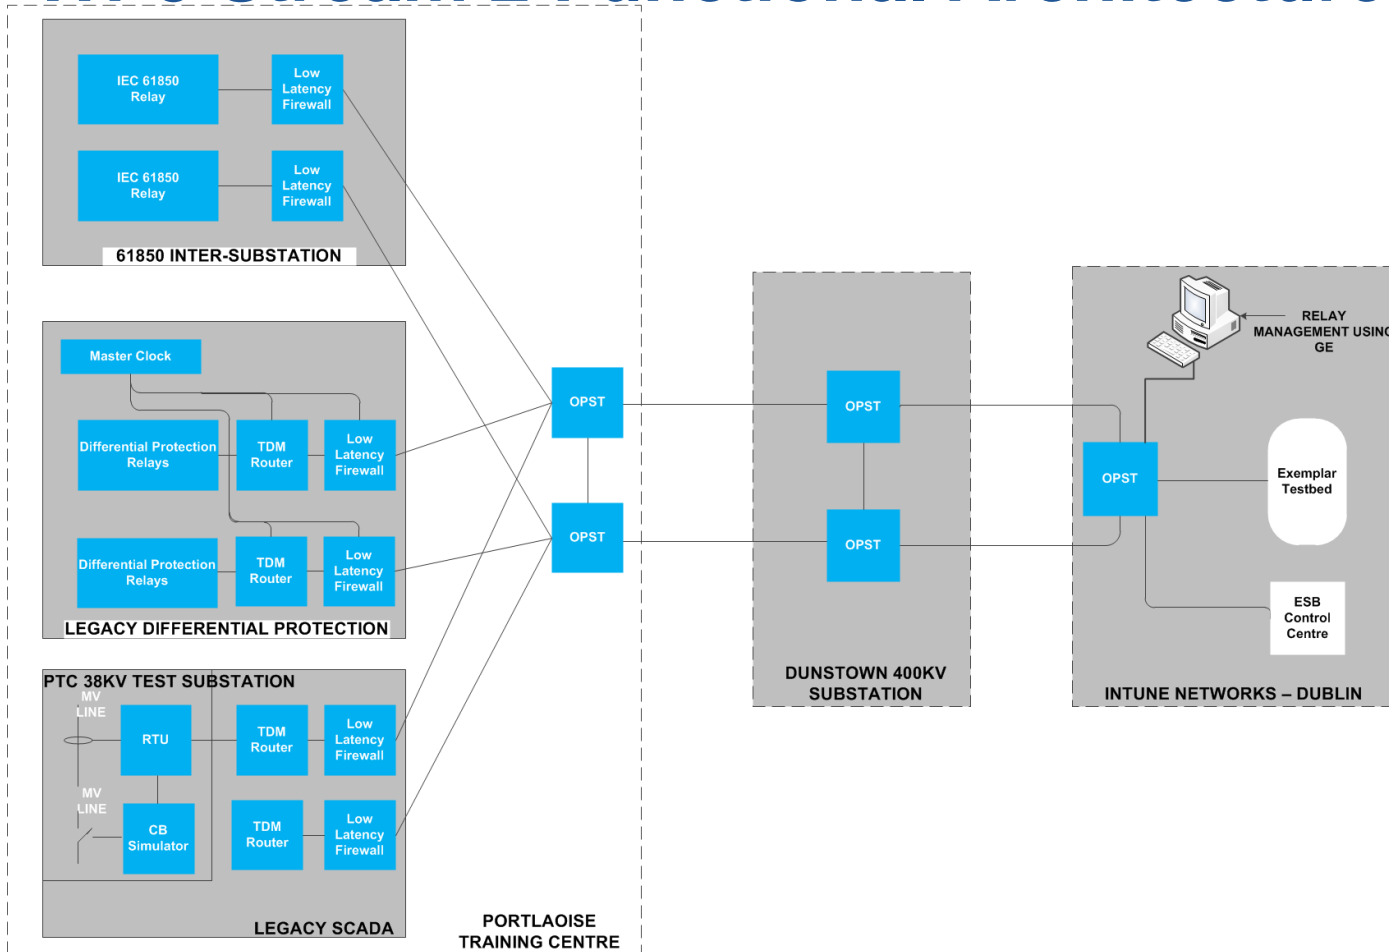 Functional Architecture
IEC 61850
Relay
Low
Latency
Firewall
IEC 61850
Relay
Low
Latency
Firewall
61850 INTER-SUBSTATION
Master Clock
Differential Protection
Relays
TDM
Router
Low
Latency
Firewall
Differential Protection
Relays
TDM
Router
Low
Latency
Firewall
LEGACY DIFFERENTIAL PROTECTION
PTC 38KV TEST SUBSTATION
MV
LINE
RTU
TDM
Router
Low
Latency
Firewall
MV
LINE
CB
Simulator
TDM
Router
Low
Latency
Firewall
LEGACY SCADA
OPST
OPST
PORTLAOISE
TRAINING CENTRE
OPST
OPST
DUNSTOWN 400KV
SUBSTATION
RELAY
MANAGEMENT USING
GE
OPST
Exemplar
Testbed
ESB
Control
Centre
INTUNE NETWORKS – DUBLIN